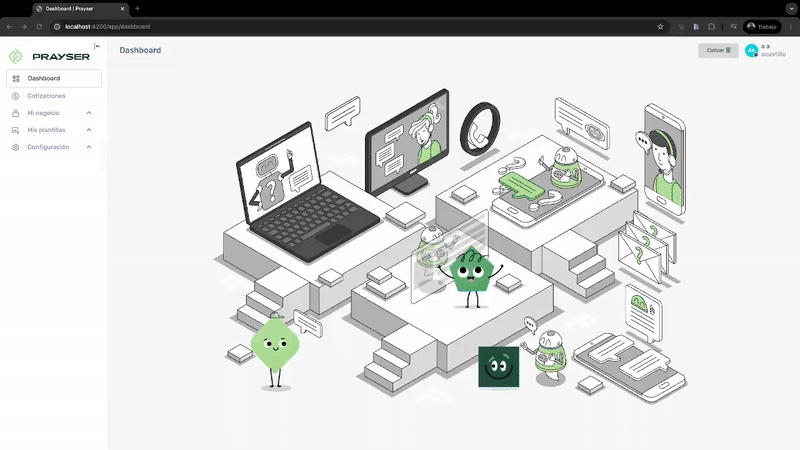 Dashboard | Prayser
localhost:4200/app/dashboard
Trabajo
PRAYSER
Dashboard
Cotizar
a a
acastillo
Dashboard
Cotizaciones
Mi negocio
Mis plantillas
Configuración